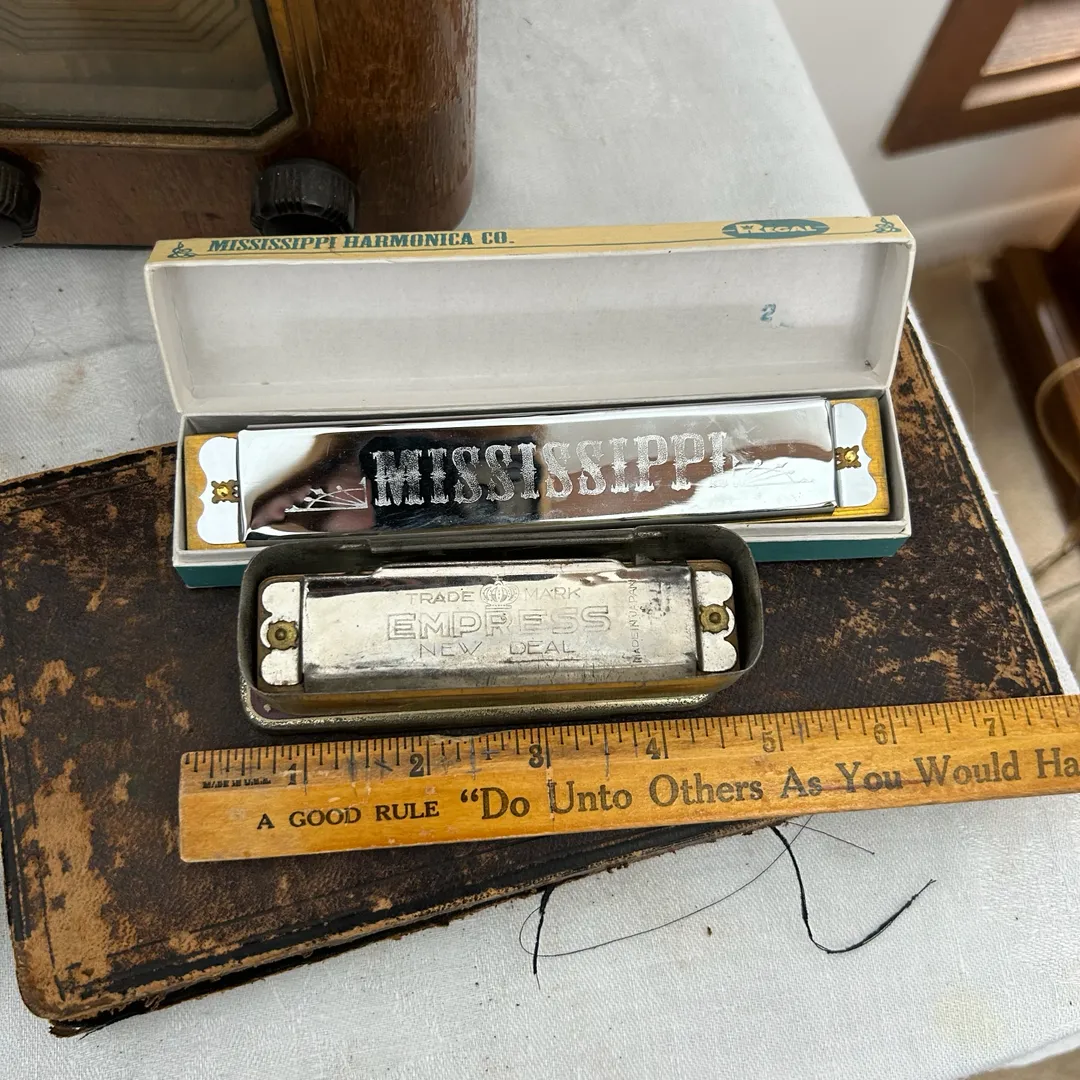 MISSISSIPPI HARMONICA CO.
REGAL
2
MISSISSIPPI
TRADE MARK
EMPRESS
NEW DEAL
MADE IN JAPAN
1 2 3 4 5 6 7
A GOOD RULE "Do Unto Others As You Would Ha